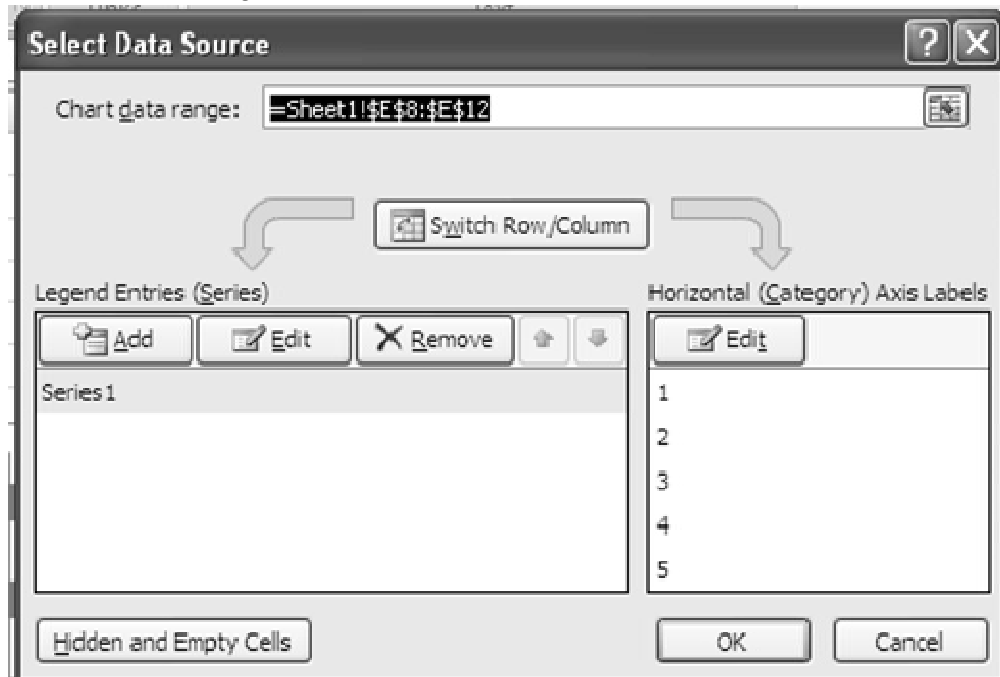 Select Data Source
Chart data range: =Sheet1!$E$8:$E$12
Switch Row/Column
Legend Entries (Series)
Add Edit Remove
Series1
Horizontal (Category) Axis Labels
Edit
1
2
3
4
5
Hidden and Empty Cells
OK Cancel